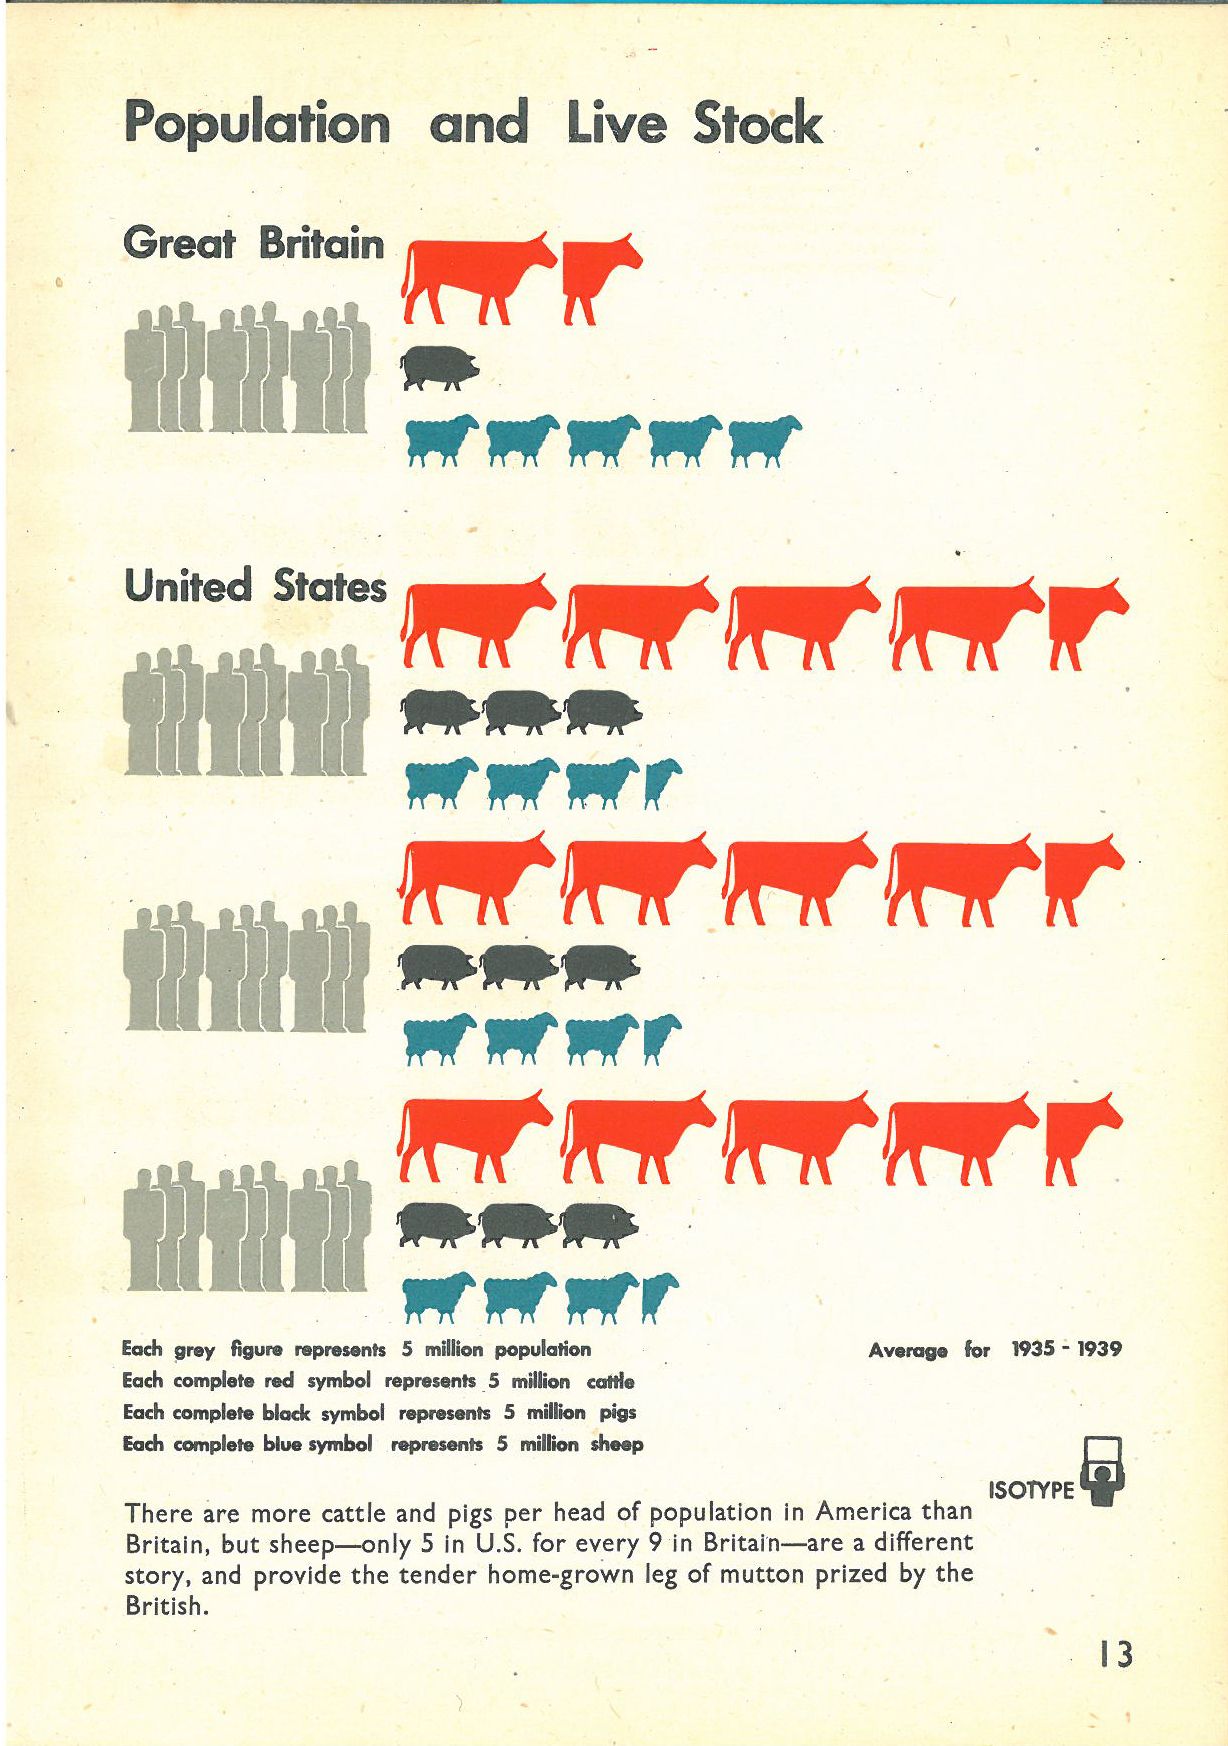 Population and Live Stock
Great Britain
United States
Each grey figure represents 5 million population
Average for 1935 - 1939
Each complete red symbol represents 5 million cattle
Each complete black symbol represents 5 million pigs
Each complete blue symbol represents 5 million sheep
ISOTYPE
There are more cattle and pigs per head of population in America than
Britain, but sheep—only 5 in U.S. for every 9 in Britain—are a different
story, and provide the tender home-grown leg of mutton prized by the
British.
13